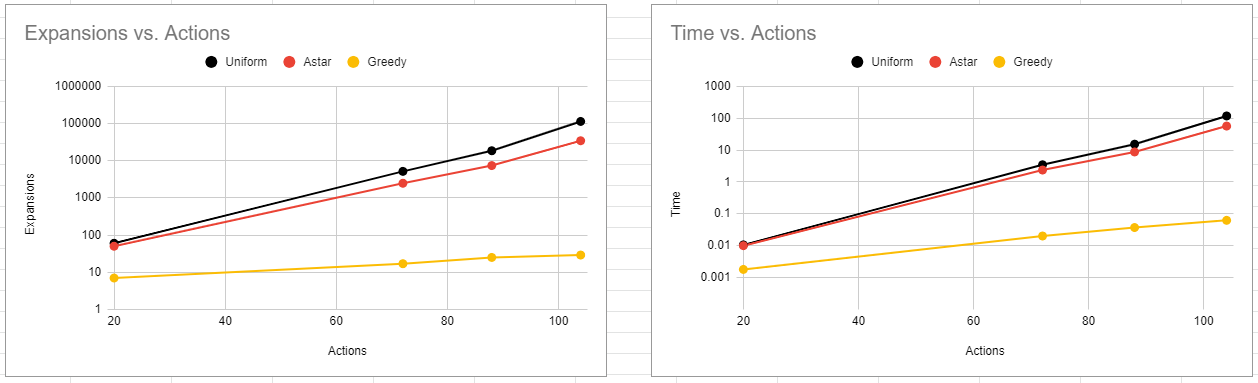 Expansions vs. Actions
Uniform Astar Greedy
1000000
100000
10000
1000
100
10
1
Expansions
20 40 60 80 100
Actions
Time vs. Actions
Uniform Astar Greedy
1000
100
10
1
0.1
0.01
0.001
Time
20 40 60 80 100
Actions